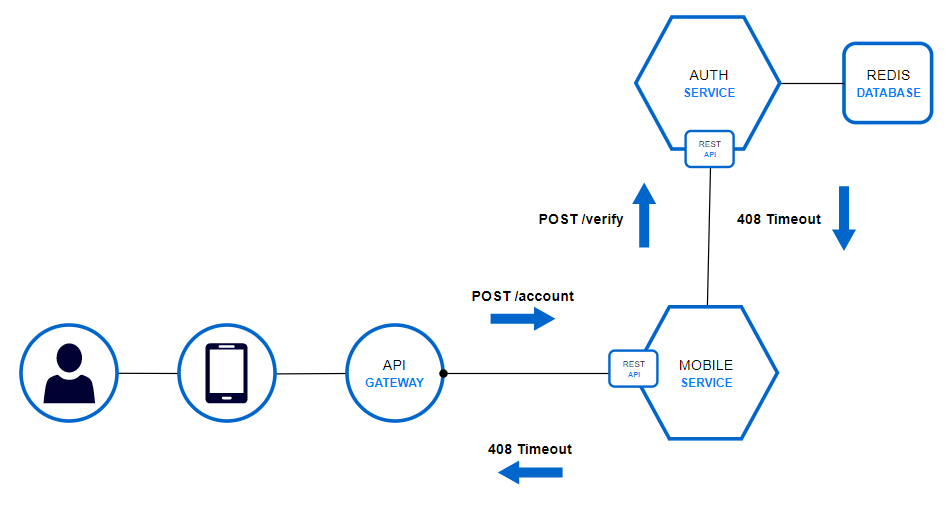 AUTH
SERVICE
REST
API
REDIS
DATABASE
POST /verify
408 Timeout
POST /account
API
GATEWAY
REST
API
MOBILE
SERVICE
408 Timeout